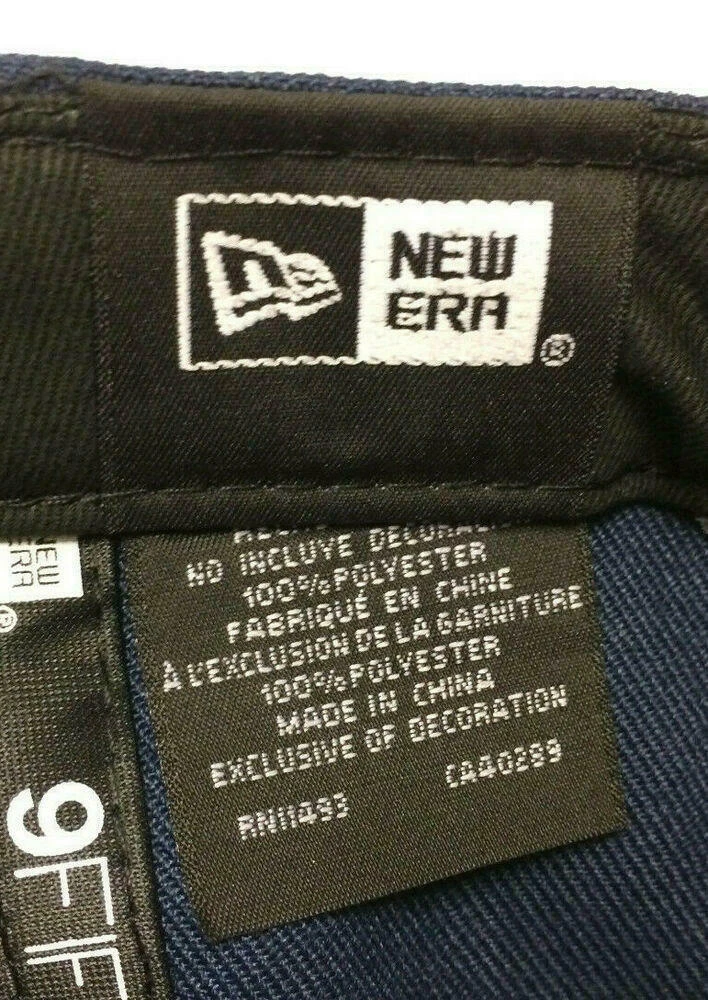 NEW
ERA
®
NO INCLUYE
100% POLYESTER
FABRIQUÉ EN CHINE
À L'EXCLUSION DE LA GARNITURE
100% POLYESTER
MADE IN CHINA
EXCLUSIVE OF DECORATION
RN11493 CA40299
NEW
ERA
®
9FIF